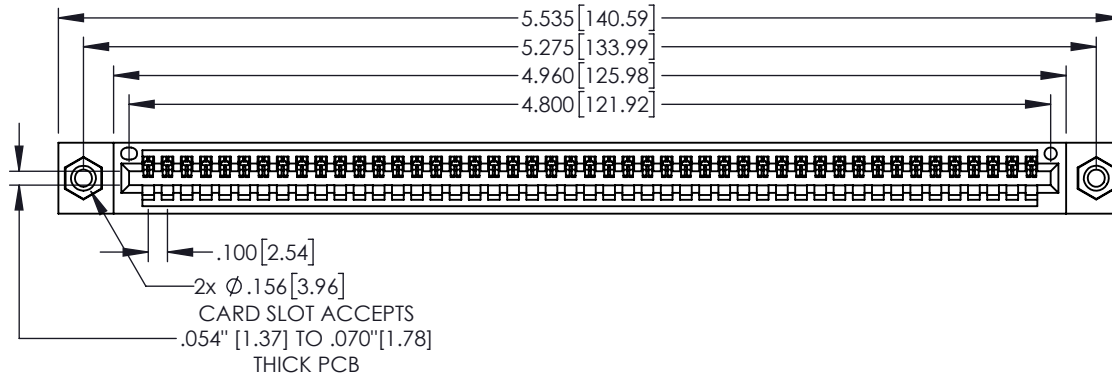 5.535[140.59]
5.275[133.99]
4.960[125.98]
4.800[121.92]
.100[2.54]
2x Ø.156[3.96]
CARD SLOT ACCEPTS
.054" [1.37] TO .070"[1.78]
THICK PCB